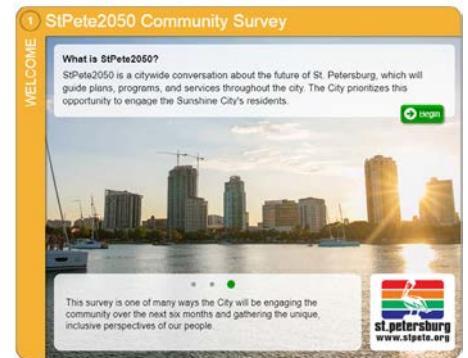 1 StPete2050 Community Survey
WELCOME
What is StPete2050?
StPete2050 is a citywide conversation about the future of St. Petersburg, which will
guide plans, programs, and services throughout the city. The City prioritizes this
opportunity to engage the Sunshine City's residents.
Begin
This survey is one of many ways the City will be engaging the
community over the next six months and gathering the unique,
inclusive perspectives of our people.
st.petersburg
www.stpete.org